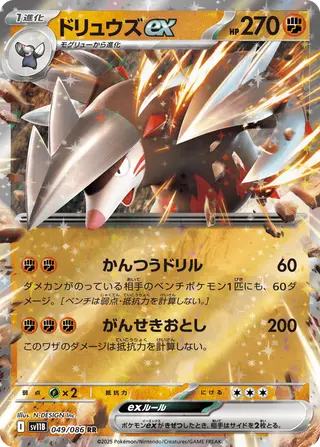 1進化
ドリュウズex
HP270
モグリューから進化
かんつうドリル 60
ダメカンがのっている相手のベンチポケモン1匹にも、60ダ
メージ。[ベンチは弱点・抵抗力を計算しない。]
がんせきおとし 200
このワザのダメージは抵抗力を計算しない。
弱点 ×2 抵抗力 にげる
Illus. N-DESIGN Inc.
I sv11B 049/086 RR
exルール
ポケモンexがきぜつしたとき、相手はサイドを2枚とる。
©2025 Pokémon/Nintendo/Creatures/GAME FREAK